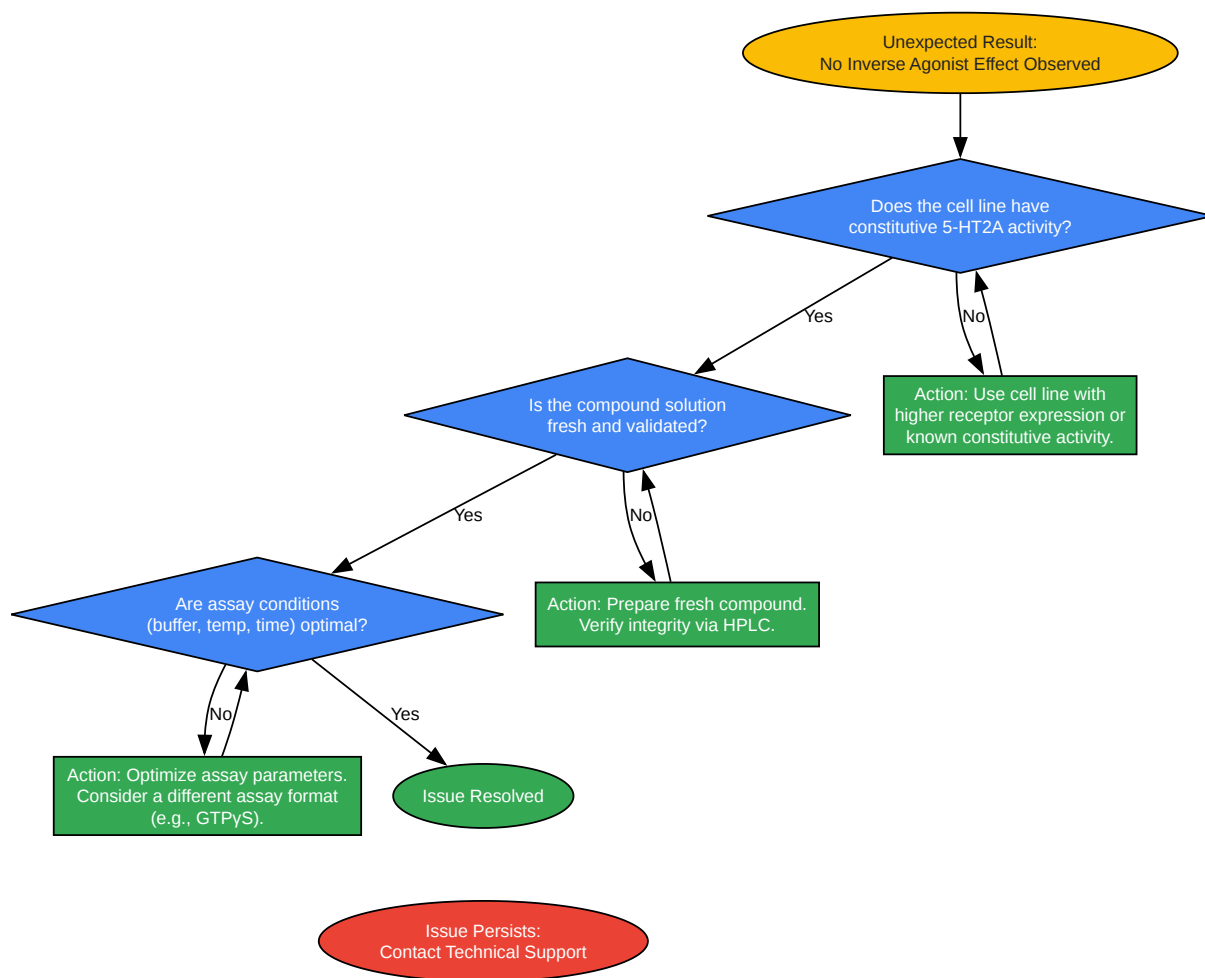 Unexpected Result:
No Inverse Agonist Effect Observed
Does the cell line have
constitutive 5-HT2A activity?
Yes
No
Action: Use cell line with
higher receptor expression or
known constitutive activity.
Is the compound solution
fresh and validated?
Yes
No
Action: Prepare fresh compound.
Verify integrity via HPLC.
Are assay conditions
(buffer, temp, time) optimal?
No
Yes
Action: Optimize assay parameters.
Consider a different assay format
(e.g., GTPγS).
Issue Resolved
Issue Persists:
Contact Technical Support